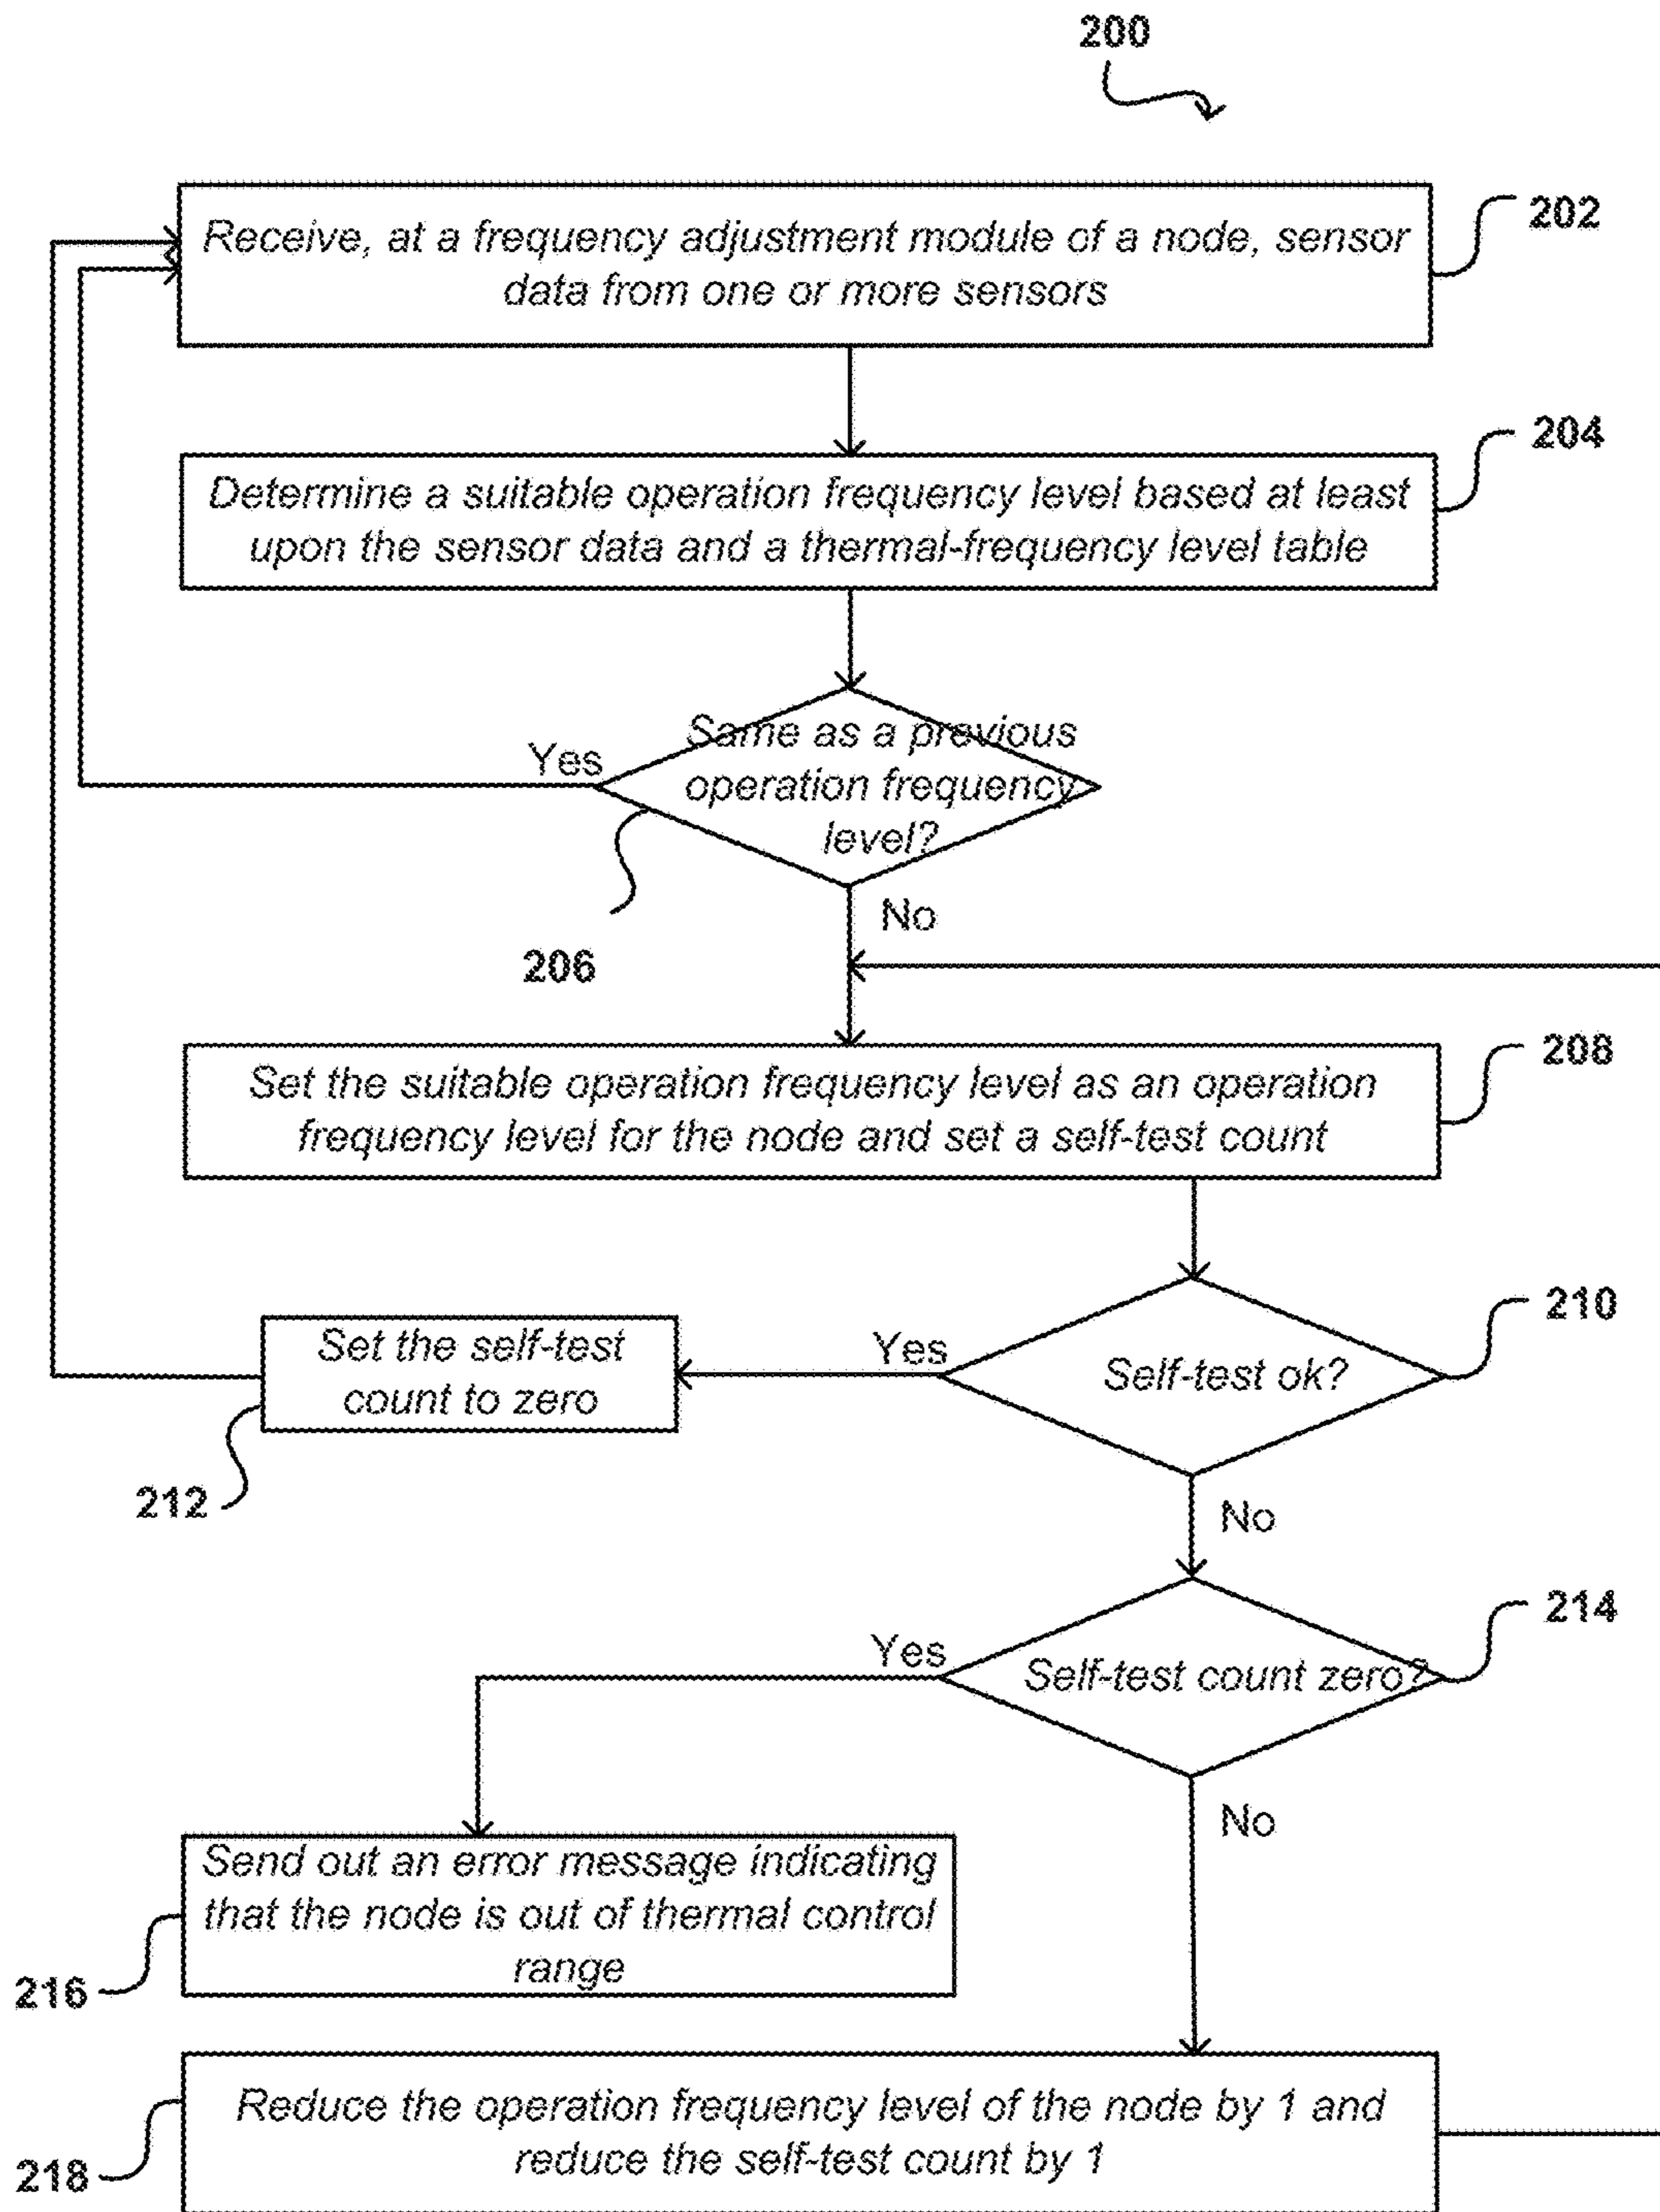 200
Receive, at a frequency adjustment module of a node, sensor
data from one or more sensors
202
Determine a suitable operation frequency level based at least
upon the sensor data and a thermal-frequency level table
204
Same as a previous
operation frequency
level?
Yes
No
206
Set the suitable operation frequency level as an operation
frequency level for the node and set a self-test count
208
Self-test ok?
210
Yes
Set the self-test
count to zero
212
No
Self-test count zero?
214
Yes
No
Send out an error message indicating
that the node is out of thermal control
range
216
Reduce the operation frequency level of the node by 1 and
reduce the self-test count by 1
218